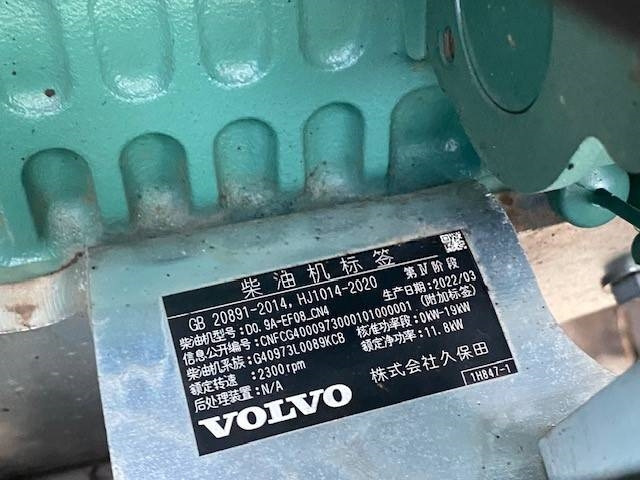 柴油机标签
GB 20891-2014, HJ1014-2020 第Ⅳ阶段
柴油机型号：D0.9A-EF08_CN4 生产日期：2022/03
信息公开编号：CNFCG4000973000101000001 (附加标签)
柴油机系族：G40973L0089KCB 核准功率段：0kW-19kW
额定转速：2300rpm 额定净功率：11.8kW
后处理装置：N/A 株式会社久保田
VOLVO 1HB47-1